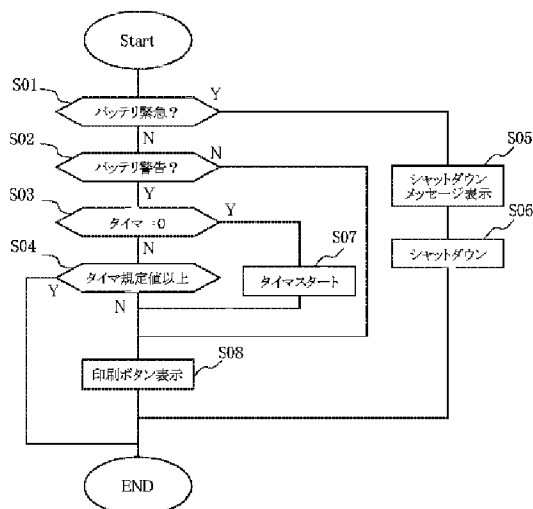 Start
S01
バッテリ緊急?
Y
N
S02
バッテリ警告?
N
Y
S03
タイマ =0
Y
N
S04
タイマ規定値以上
Y
N
S05
シャットダウン
メッセージ表示
S06
シャットダウン
S07
タイマスタート
S08
印刷ボタン表示
END